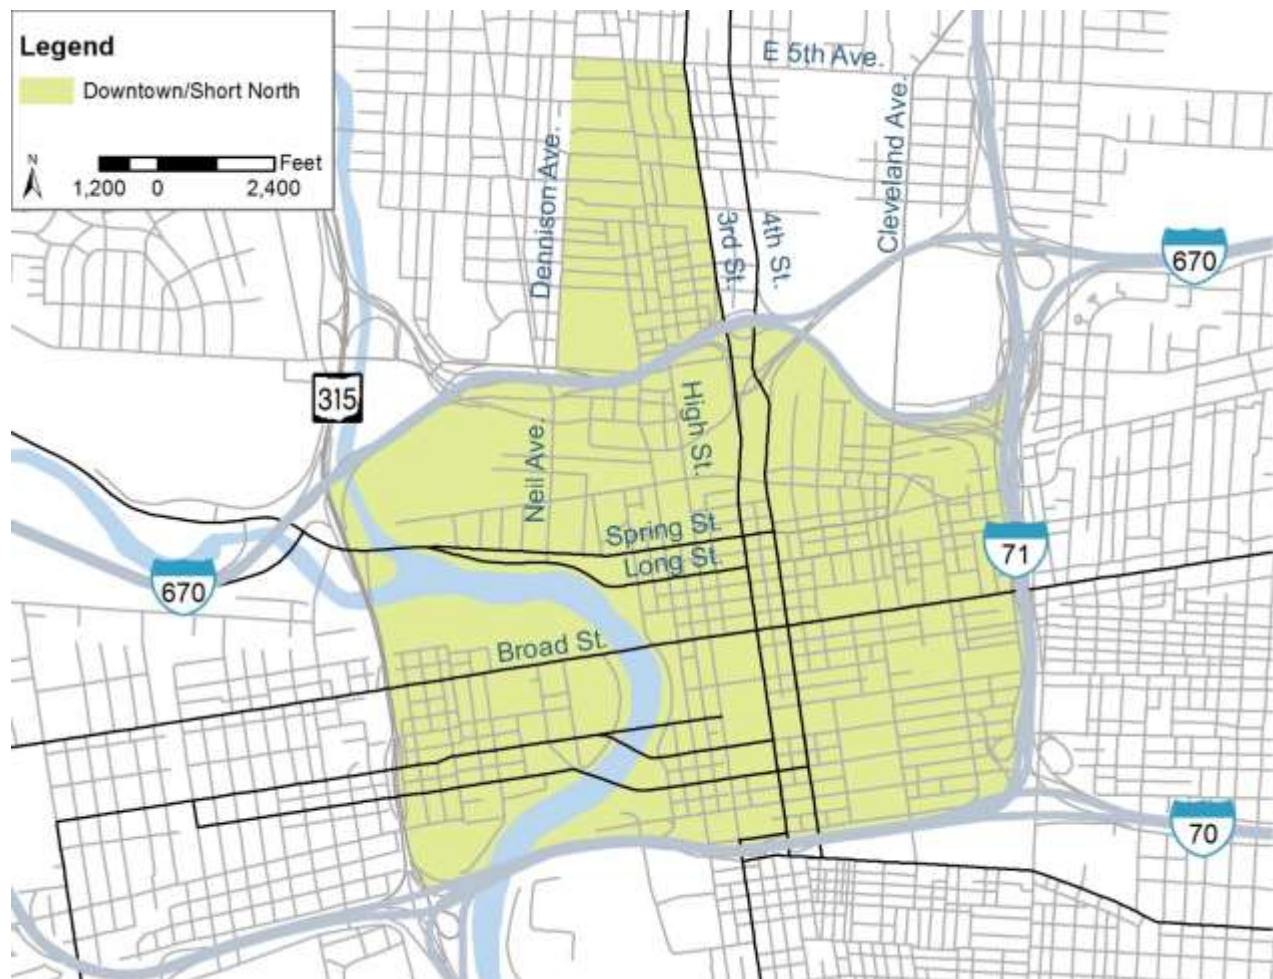 Legend
Downtown/Short North
N
Feet
1,200 0 2,400
E 5th Ave.
Cleveland Ave.
Dennison Ave.
3rd St.
4th St.
670
315
High St.
Neil Ave.
Spring St.
Long St.
71
670
Broad St.
70